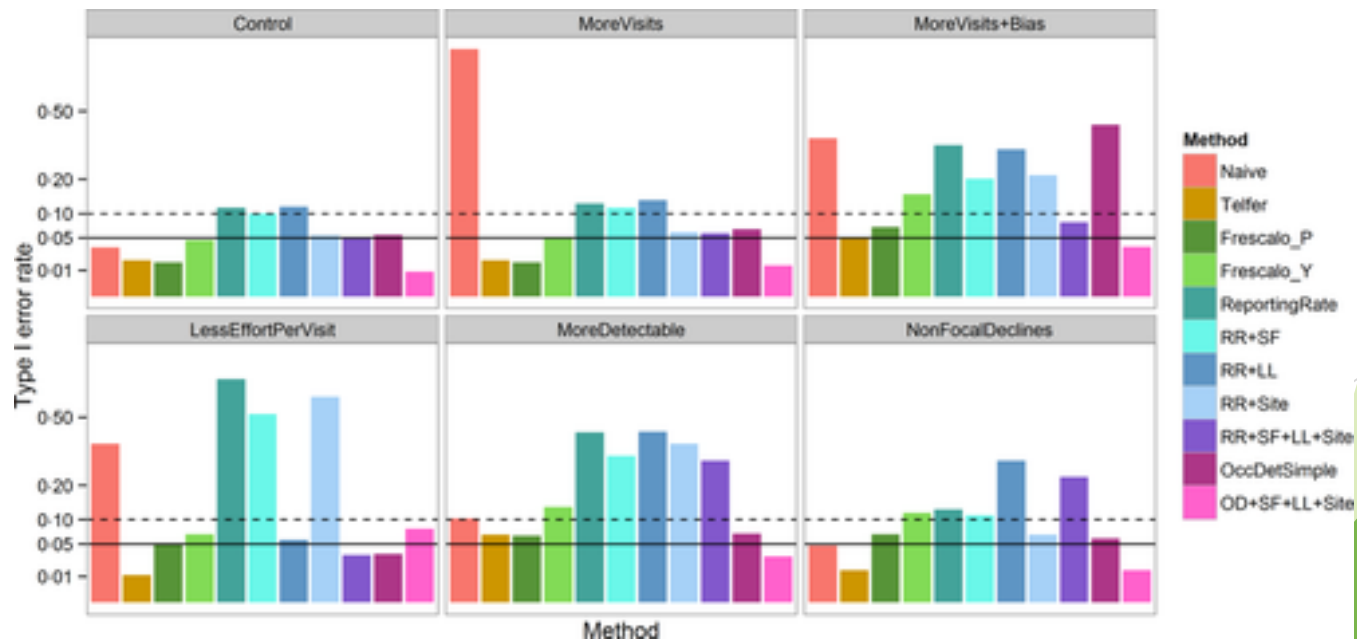 Control
MoreVisits
MoreVisits+Bias
Type I error rate
0·50
0·20
0·10
0·05
0·01
LessEffortPerVisit
MoreDetectable
NonFocalDeclines
0·50
0·20
0·10
0·05
0·01
Method
Method
Naive
Telfer
Frescalo_P
Frescalo_Y
ReportingRate
RR+SF
RR+LL
RR+Site
RR+SF+LL+Site
OccDetSimple
OD+SF+LL+Site